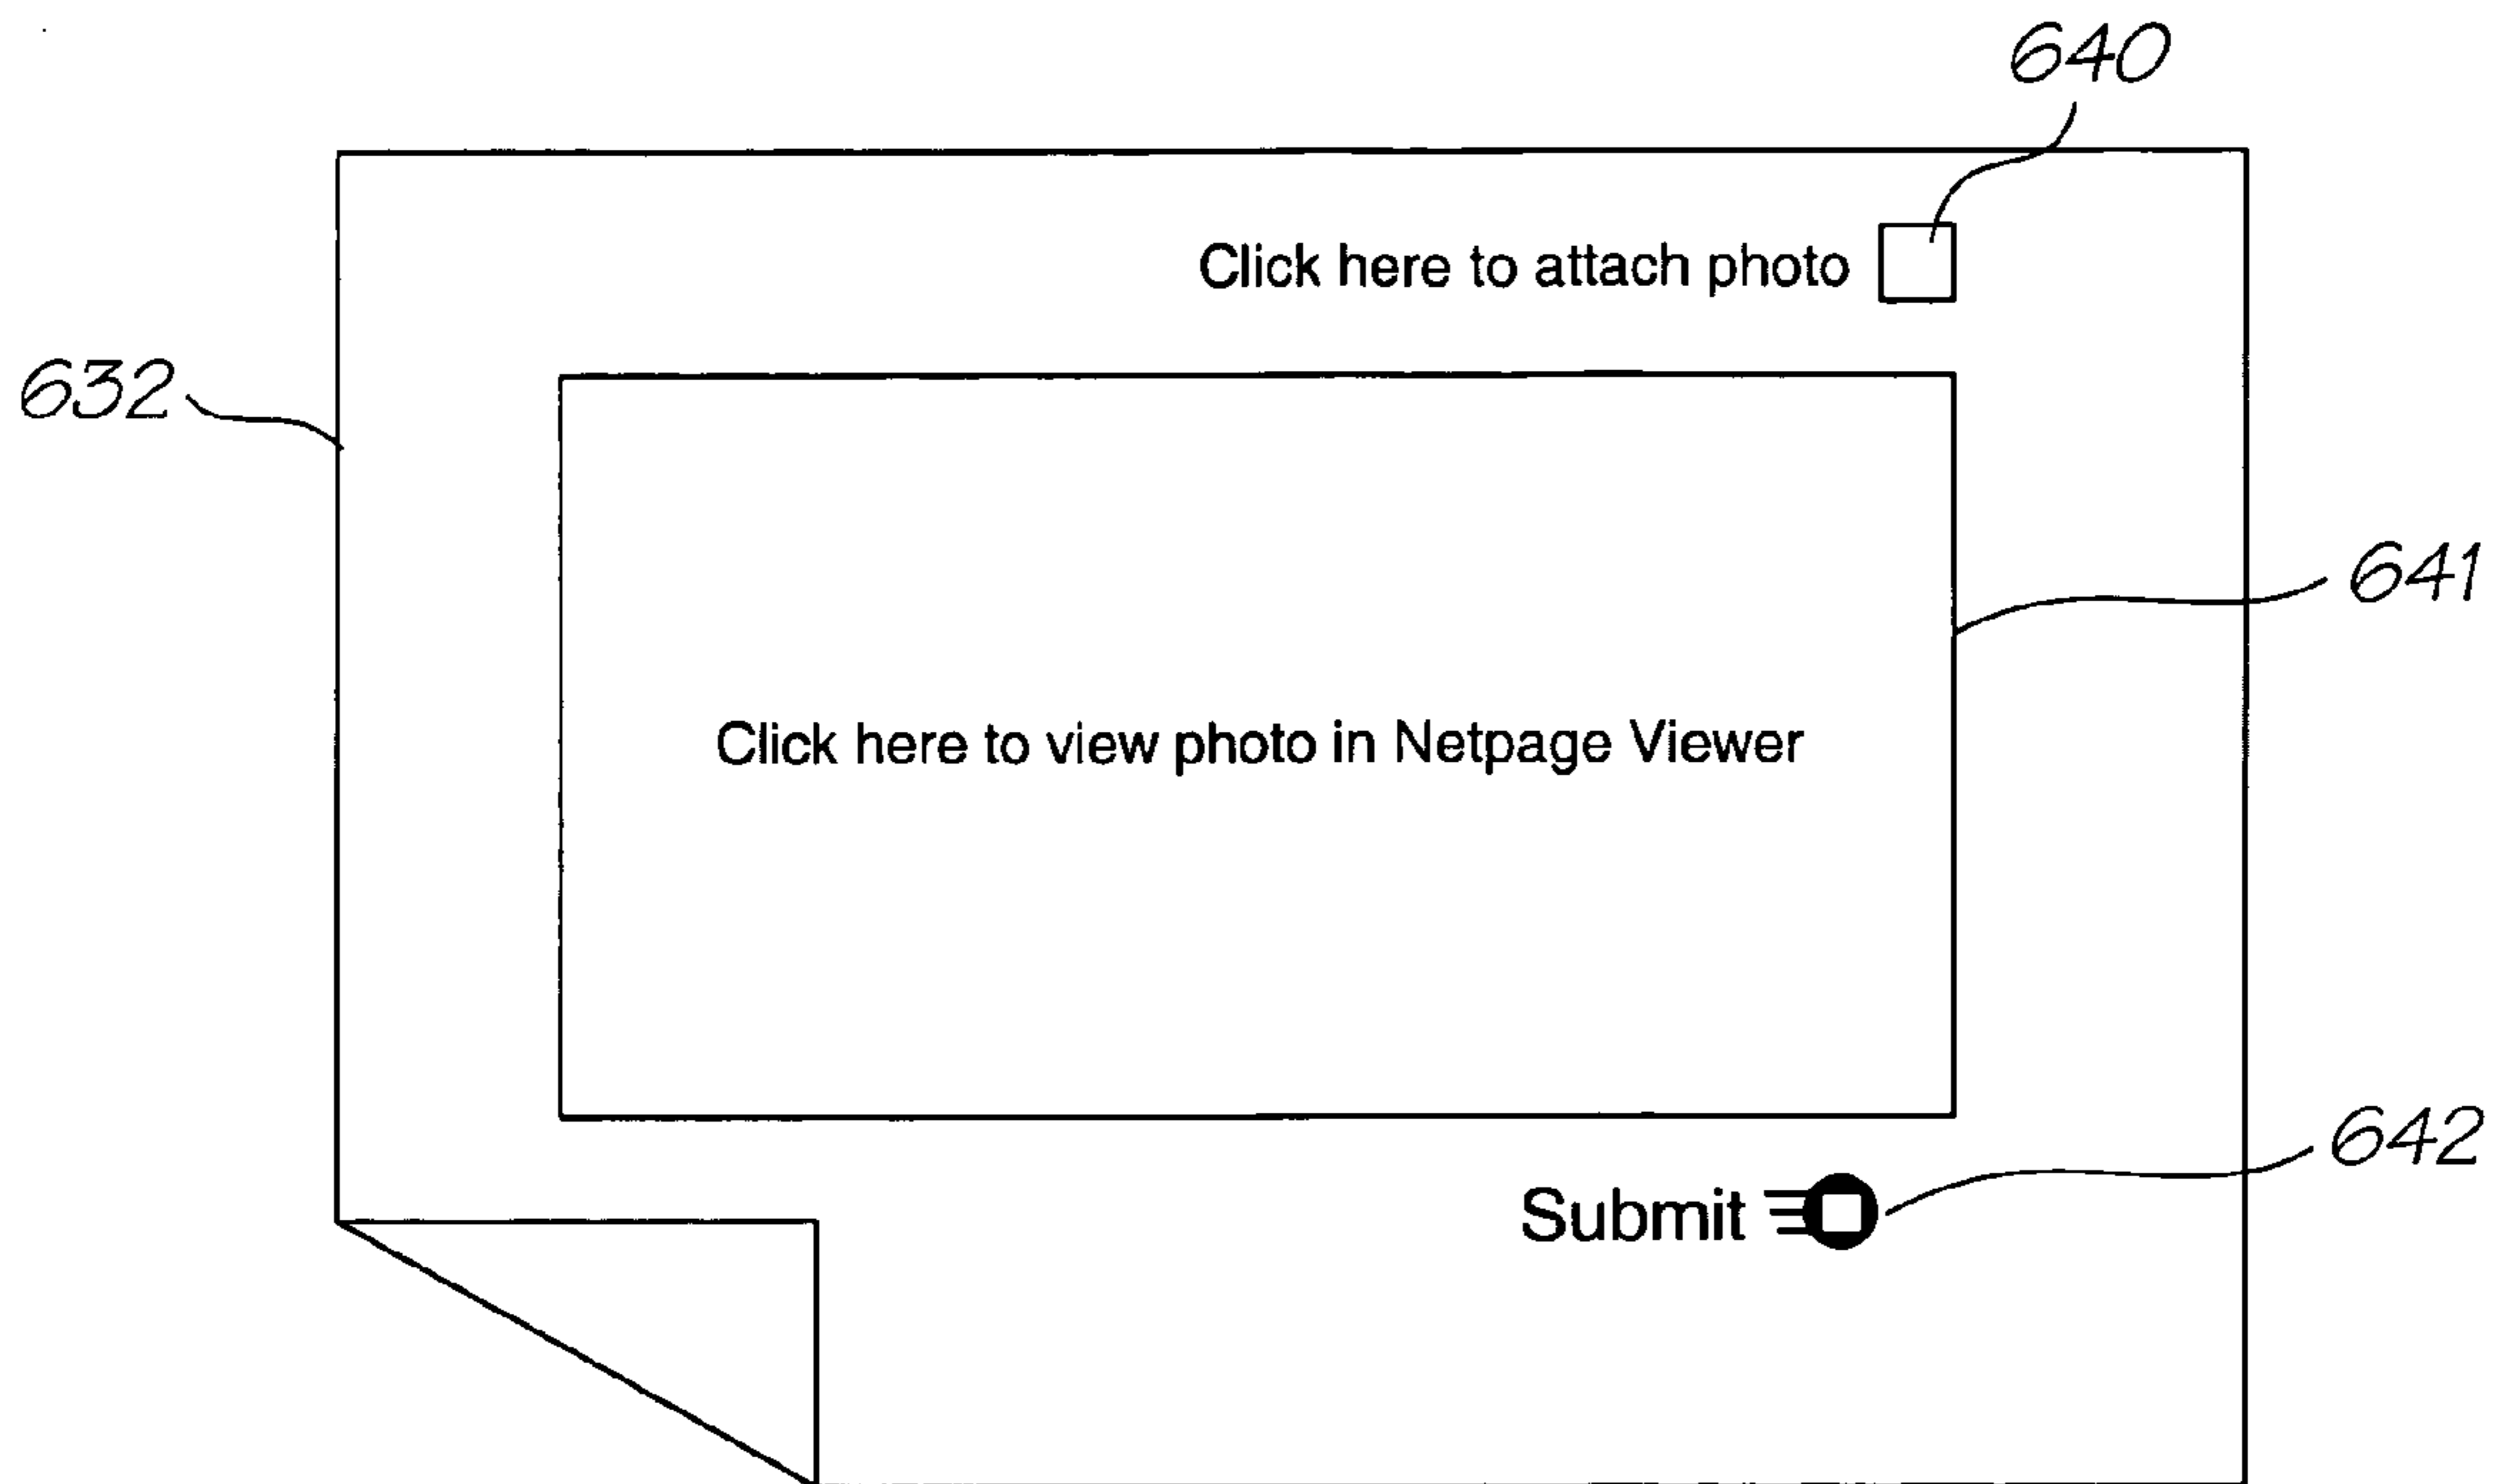 640
Click here to attach photo
632
641
Click here to view photo in Netpage Viewer
642
Submit